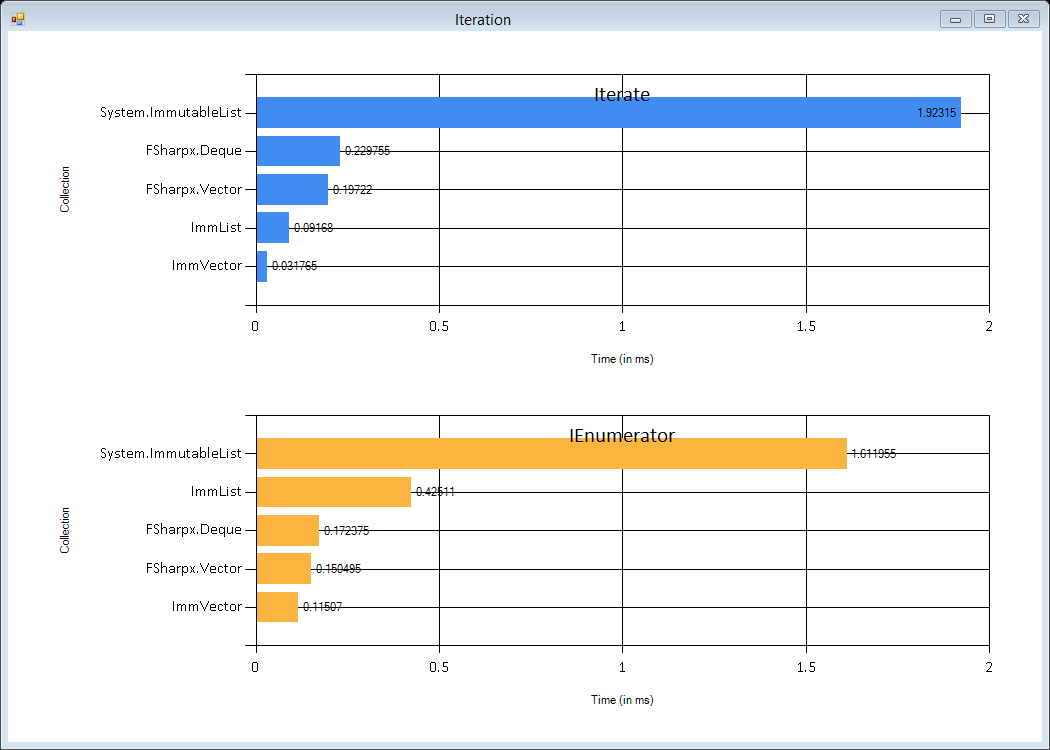 Iteration
Iterate
System.ImmutableList 1.92315
FSharpx.Deque 0.229755
FSharpx.Vector 0.19722
ImmList 0.09168
ImmVector 0.031765
Collection
0 0.5 1 1.5 2
Time (in ms)
IEnumerator
System.ImmutableList 1.611955
ImmList 0.42511
FSharpx.Deque 0.172375
FSharpx.Vector 0.150495
ImmVector 0.11507
Collection
0 0.5 1 1.5 2
Time (in ms)